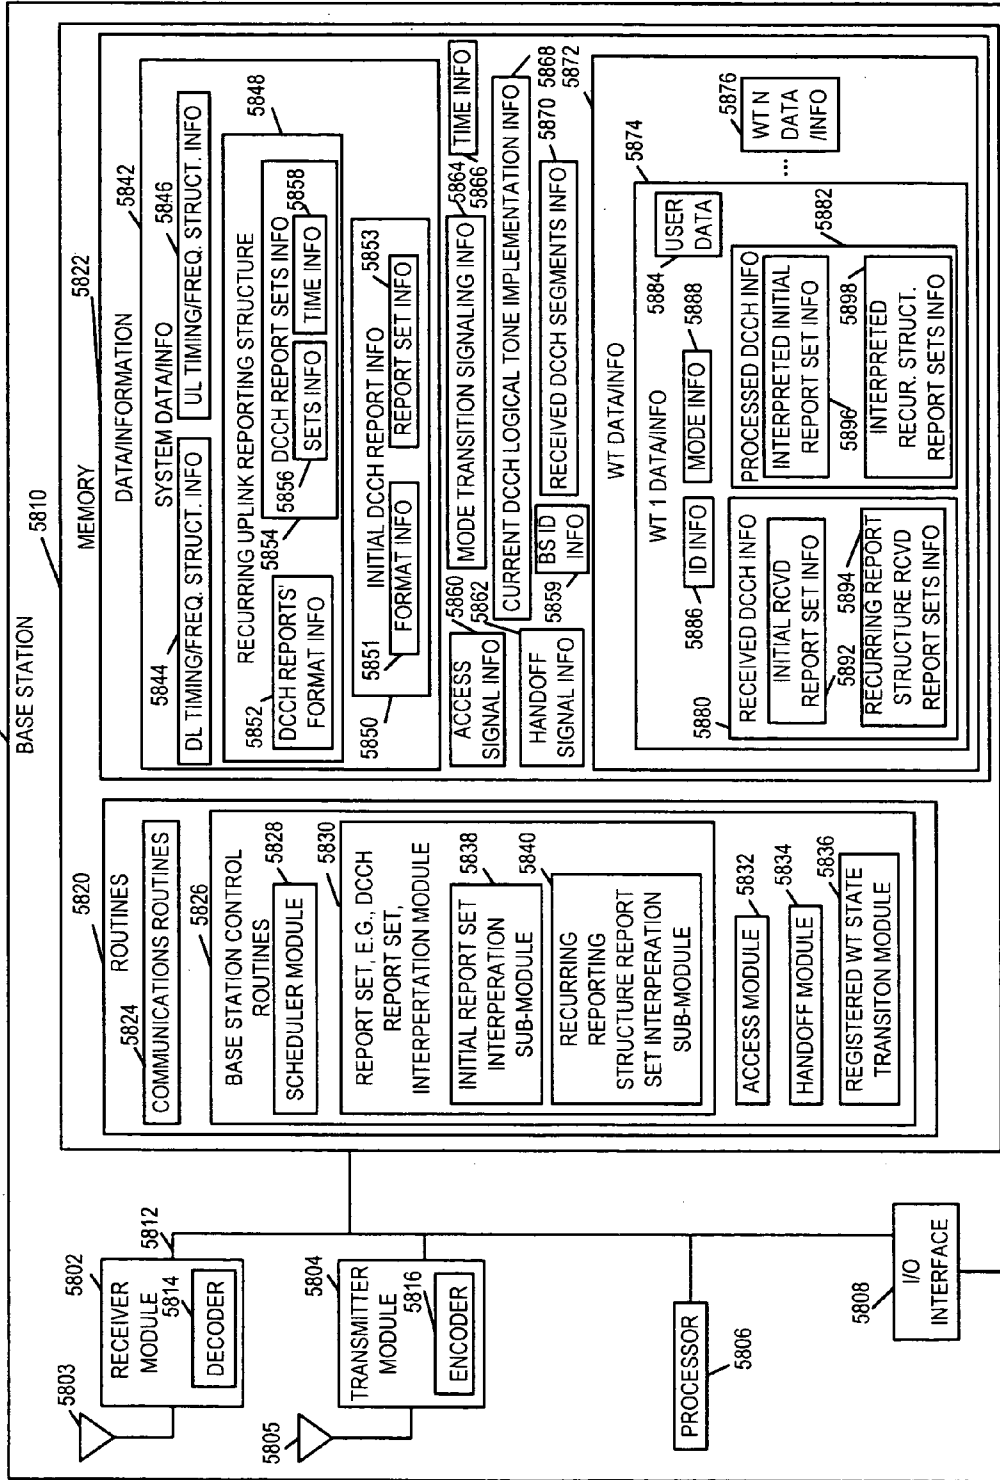 BASE STATION
5803
5802
5812
RECEIVER
MODULE
5814
DECODER
5805
5804
TRANSMITTER
MODULE
5816
ENCODER
PROCESSOR
5806
5808
I/O
INTERFACE
5810
MEMORY
5820
ROUTINES
5824
COMMUNICATIONS ROUTINES
5826
BASE STATION CONTROL
ROUTINES
5828
SCHEDULER MODULE
5830
REPORT SET, E.G., DCCH
REPORT SET,
INTERPERTATION MODULE
5838
INITIAL REPORT SET
INTERPERATION
SUB-MODULE
5840
RECURRING
REPORTING
STRUCTURE REPORT
SET INTERPERATION
SUB-MODULE
5832
ACCESS MODULE
5834
HANDOFF MODULE
5836
REGISTERED WT STATE
TRANSITION MODULE
5822
DATA/INFORMATION
5842
SYSTEM DATA/INFO
5844
DL TIMING/FREQ. STRUCT. INFO
5846
UL TIMING/FREQ. STRUCT. INFO
5848
RECURRING UPLINK REPORTING STRUCTURE
5852
DCCH REPORTS'
FORMAT INFO
5854
DCCH REPORT SETS INFO
5856
SETS INFO
5858
TIME INFO
5850
INITIAL DCCH REPORT INFO
5851
FORMAT INFO
5853
REPORT SET INFO
5860
ACCESS
SIGNAL INFO
5862
HANDOFF
SIGNAL INFO
5864
MODE TRANSITION SIGNALING INFO
5866
TIME INFO
5868
CURRENT DCCH LOGICAL TONE IMPLEMENTATION INFO
5859
BS ID
INFO
5870
RECEIVED DCCH SEGMENTS INFO
5872
WT DATA/INFO
5874
WT 1 DATA/INFO
5876
WT N
DATA
/INFO
...
5884
USER
DATA
5886
ID INFO
5888
MODE INFO
5880
RECEIVED DCCH INFO
5892
INITIAL RCVD
REPORT SET INFO
5894
RECURRING REPORT
STRUCTURE RCVD
REPORT SETS INFO
5882
PROCESSED DCCH INFO
5896
INTERPRETED INITIAL
REPORT SET INFO
5898
INTERPRETED
RECUR. STRUCT.
REPORT SETS INFO